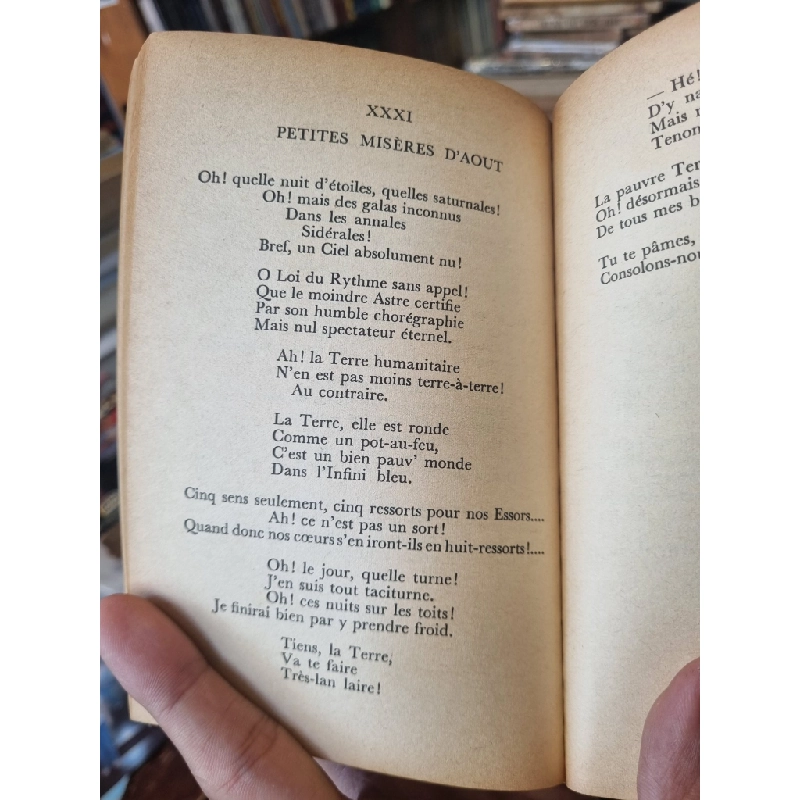 XXXI
PETITES MISÈRES D'AOUT
Oh! quelle nuit d'étoiles, quelles saturnales!
Oh! mais des galas inconnus
Dans les annales
Sidérales!
Bref, un Ciel absolument nu!
O Loi du Rythme sans appel!
Que le moindre Astre certifie
Par son humble chorégraphie
Mais nul spectateur éternel.
Ah! la Terre humanitaire
N'en est pas moins terre-à-terre!
Au contraire.
La Terre, elle est ronde
Comme un pot-au-feu,
C'est un bien pauv' monde
Dans l'Infini bleu.
Cinq sens seulement, cinq ressorts pour nos Essors....
Ah! ce n'est pas un sort!
Quand donc nos cœurs s'en iront-ils en huit-ressorts!....
Oh! le jour, quelle turne!
J'en suis tout taciturne.
Oh! ces nuits sur les toits!
Je finirai bien par y prendre froid.
Tiens, la Terre,
Va te faire
Très-lan laire!
— Hé!
D'y na
Mais n
Tenon
La pauvre Ter
Oh! désormais
De tous mes b
Tu te pâmes,
Consolons-nou